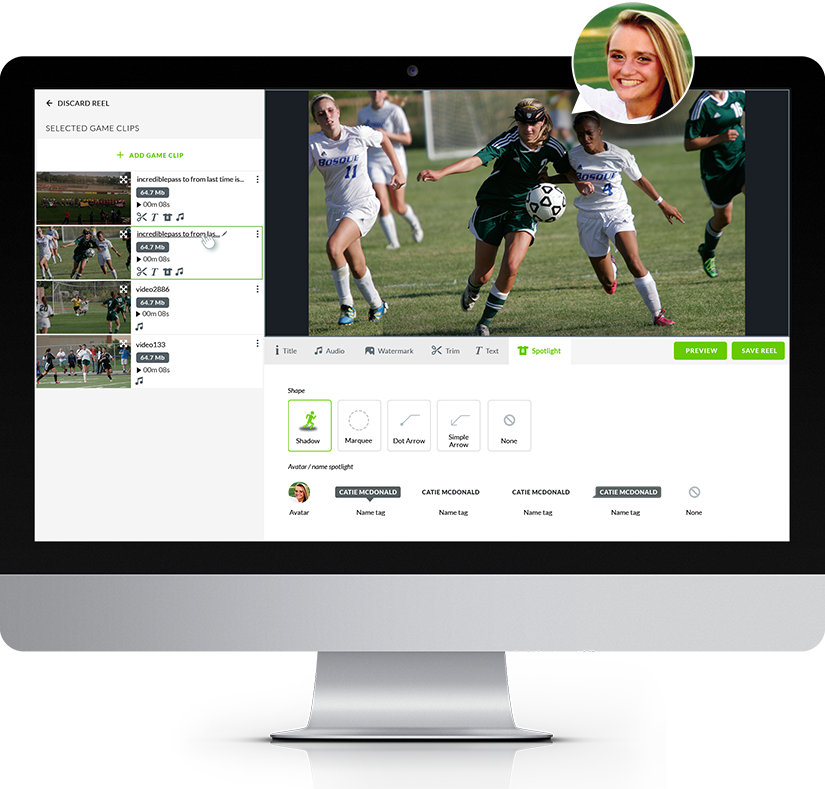 DISCARD REEL
SELECTED GAME CLIPS
ADD GAME CLIP
incrediblepass to from last time is...
64.7 Mb
00m 08s
T
incrediblepass to from las...
64.7 Mb
00m 08s
T
video2886
64.7 Mb
00m 08s
video133
64.7 Mb
00m 08s
BOSQUE
11
BOSQUE
4
Title
Audio
Watermark
Trim
Text
Spotlight
PREVIEW
SAVE REEL
Shape
Shadow
Marquee
Dot Arrow
Simple
Arrow
None
Avatar / name spotlight
CATIE MCDONALD
CATIE MCDONALD
CATIE MCDONALD
CATIE MCDONALD
Avatar
Name tag
Name tag
Name tag
Name tag
None